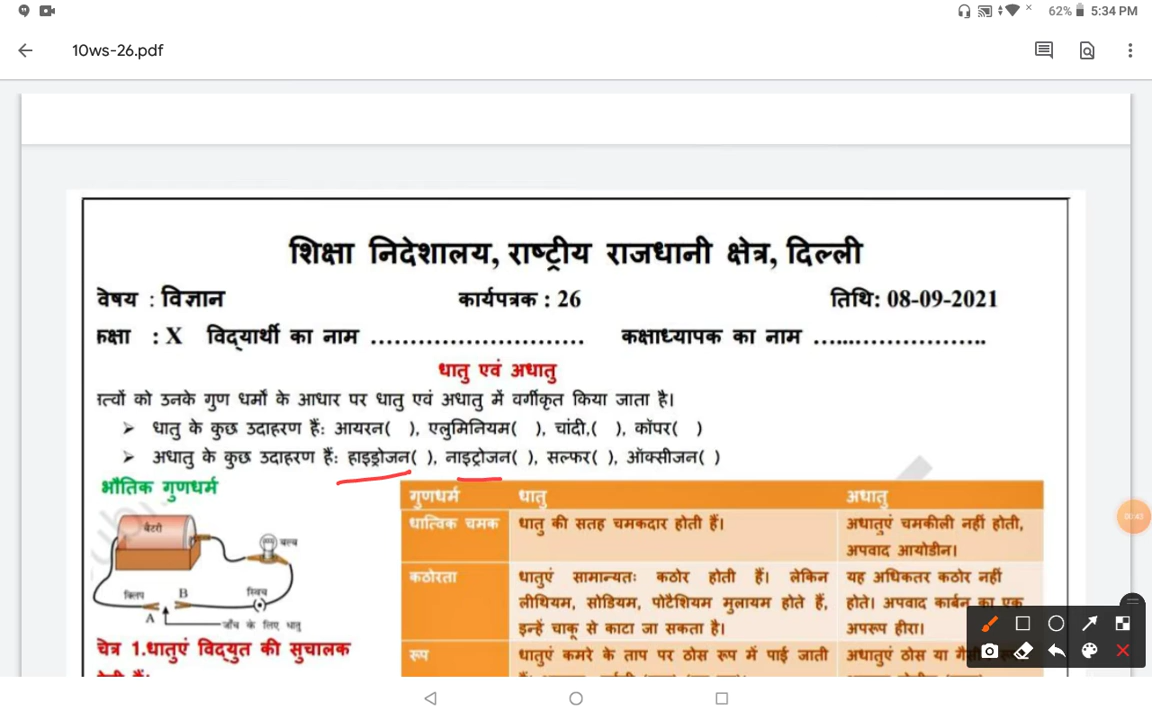 5:34 PM
62%
10ws-26.pdf
शिक्षा निदेशालय, राष्ट्रीय राजधानी क्षेत्र, दिल्ली
वेषय : विज्ञान कार्यपत्रक : 26 तिथि: 08-09-2021
कक्षा : X विद्यार्थी का नाम ........................... कक्षाध्यापक का नाम ......................
धातु एवं अधातु
तत्वों को उनके गुण धर्मों के आधार पर धातु एवं अधातु में वर्गीकृत किया जाता है।
➢ धातु के कुछ उदाहरण हैं: आयरन( ), एलुमिनियम( ), चांदी,( ), कॉपर( )
➢ अधातु के कुछ उदाहरण हैं: हाइड्रोजन( ), नाइट्रोजन( ), सल्फर( ), ऑक्सीजन( )
भौतिक गुणधर्म
बैटरी
बल्ब
क्लिप
B
स्विच
A
जाँच के लिए धातु
चेत्र 1.धातुएं विद्युत की सुचालक
गुणधर्म धातु अधातु
धात्विक चमक धातु की सतह चमकदार होती हैं। अधातुएं चमकीली नहीं होती,
अपवाद आयोडीन।
कठोरता धातुएं सामान्यतः कठोर होती हैं। लेकिन यह अधिकतर कठोर नहीं
लीथियम, सोडियम, पोटैशियम मुलायम होते हैं, होते। अपवाद कार्बन का एक
इन्हें चाकू से काटा जा सकता है। अपरूप हीरा।
रूप धातुएं कमरे के ताप पर ठोस रूप में पाई जाती अधातुएं ठोस या
00:43